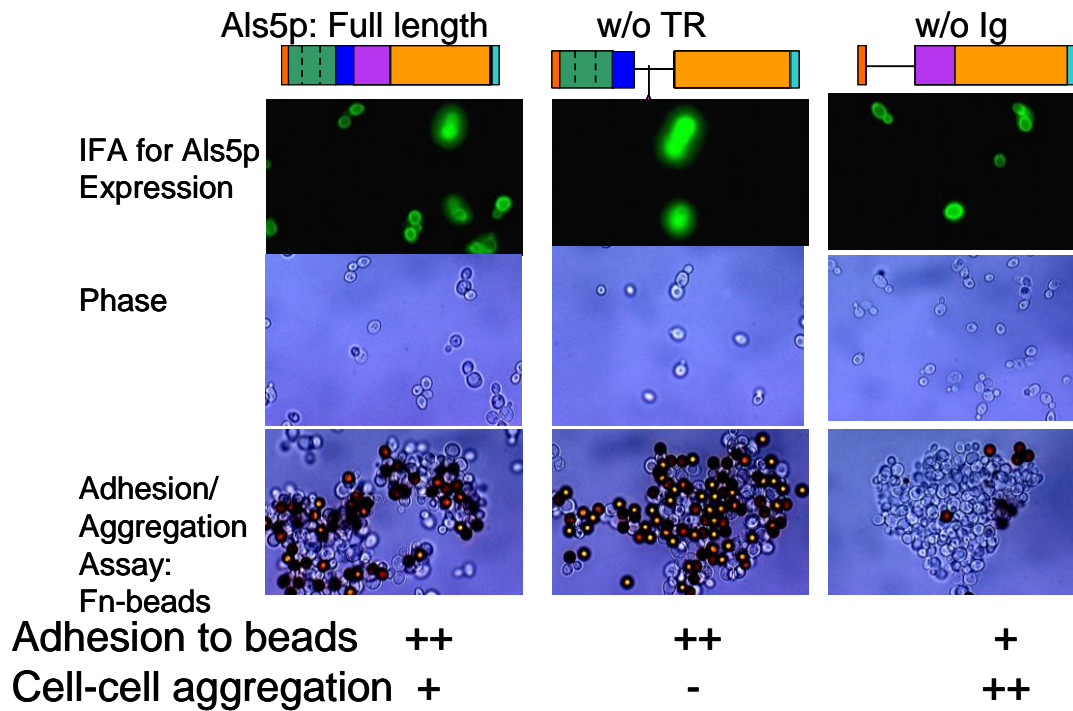 Als5p: Full length
w/o TR
w/o Ig
IFA for Als5p
Expression
Phase
Adhesion/
Aggregation
Assay:
Fn-beads
Adhesion to beads ++ ++ +
Cell-cell aggregation + - ++